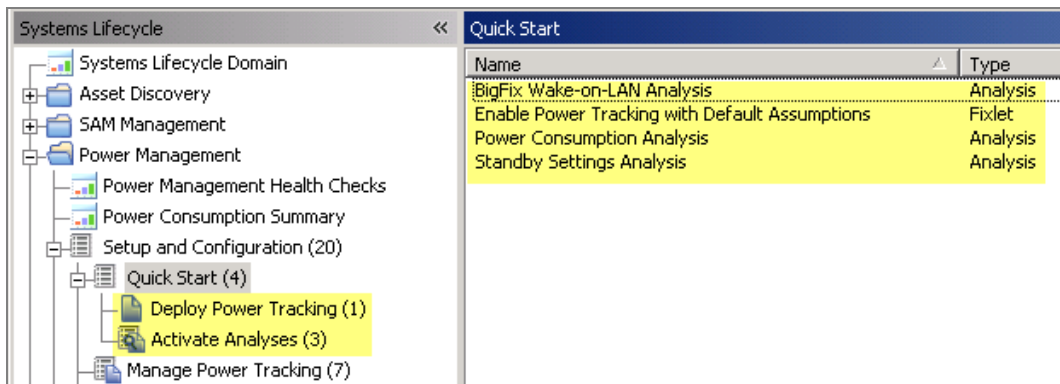 Systems Lifecycle «
Systems Lifecycle Domain
Asset Discovery
SAM Management
Power Management
Power Management Health Checks
Power Consumption Summary
Setup and Configuration (20)
Quick Start (4)
Deploy Power Tracking (1)
Activate Analyses (3)
Manage Power Tracking (7)
Quick Start
Name Type
BigFix Wake-on-LAN Analysis Analysis
Enable Power Tracking with Default Assumptions Fixlet
Power Consumption Analysis Analysis
Standby Settings Analysis Analysis